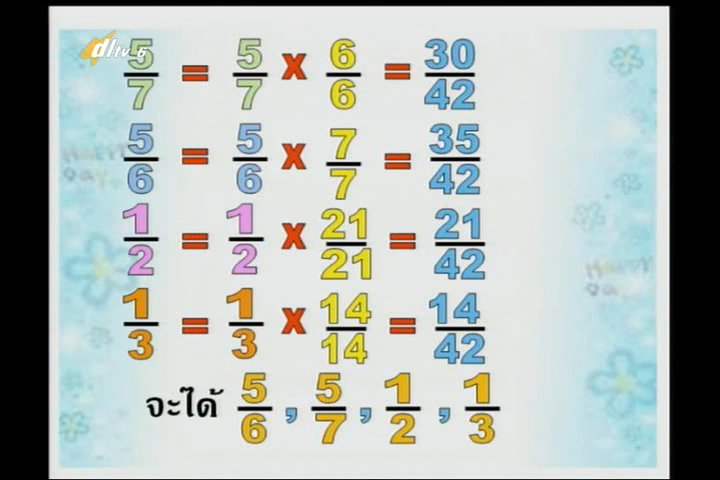 dltv 6
5/7 = 5/7 x 6/6 = 30/42
5/6 = 5/6 x 7/7 = 35/42
1/2 = 1/2 x 21/21 = 21/42
1/3 = 1/3 x 14/14 = 14/42
จะได้ 5/6 , 5/7 , 1/2 , 1/3